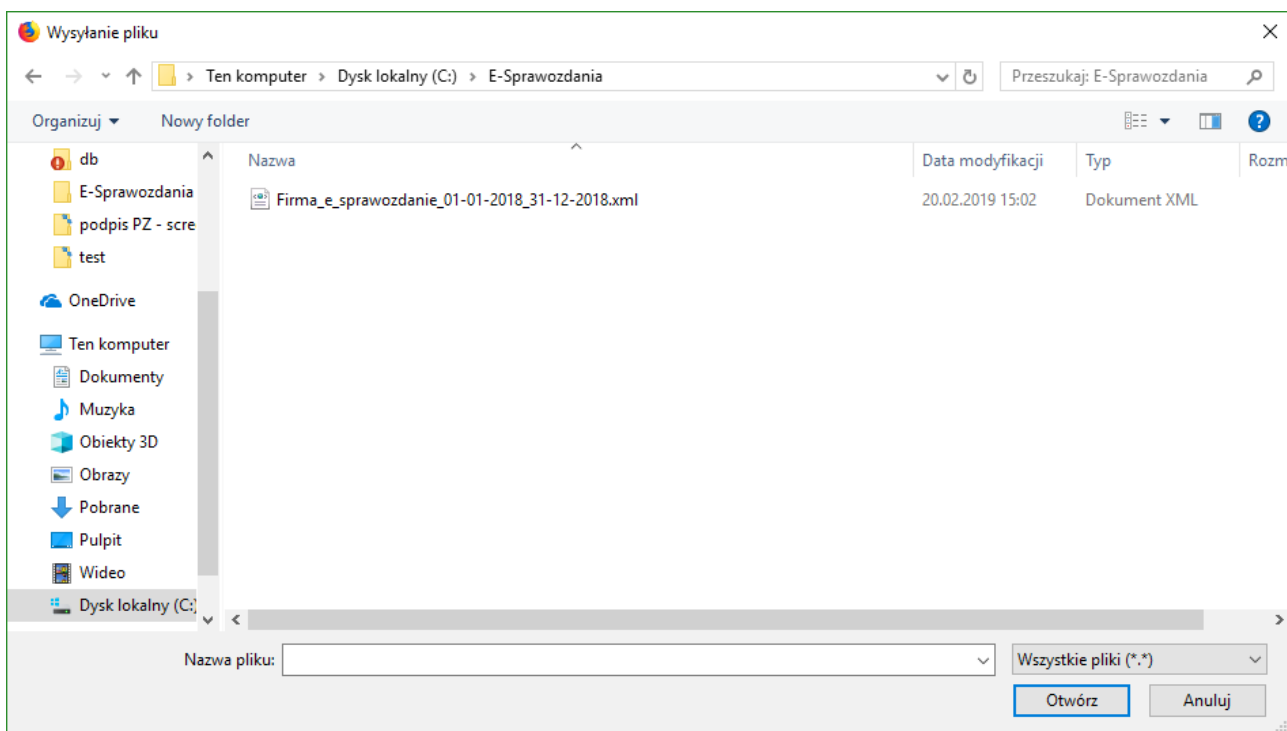 Wysyłanie pliku
Ten komputer > Dysk lokalny (C:) > E-Sprawozdania
Przeszukaj: E-Sprawozdania
Organizuj
Nowy folder
Nazwa
Data modyfikacji
Typ
Rozm
Firma_e_sprawozdanie_01-01-2018_31-12-2018.xml
20.02.2019 15:02
Dokument XML
db
E-Sprawozdania
podpis PZ - scre
test
OneDrive
Ten komputer
Dokumenty
Muzyka
Obiekty 3D
Obrazy
Pobrane
Pulpit
Wideo
Dysk lokalny (C:)
Nazwa pliku:
Wszystkie pliki (*.*)
Otwórz
Anuluj